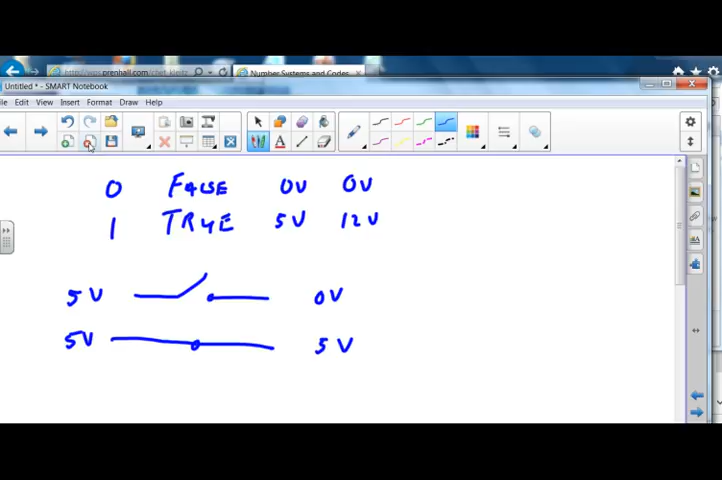 Number Systems and Codes
Untitled * - SMART Notebook
File Edit View Insert Format Draw Help
0 FALSE 0V 0V
1 TRUE 5V 12V
5V 0V
5V 5V